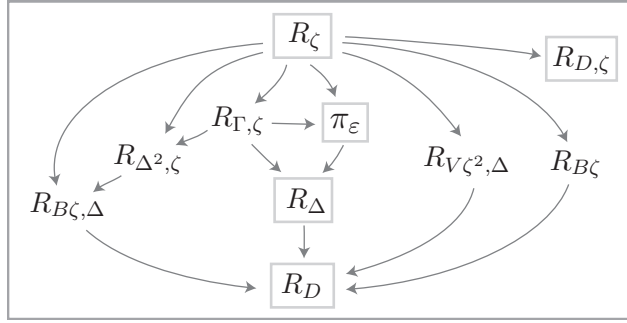 R_ζ
R_{D,ζ}
R_{Γ,ζ}
π_ε
R_{Δ²,ζ}
R_{Vζ²,Δ}
R_{Bζ}
R_{Bζ,Δ}
R_Δ
R_D